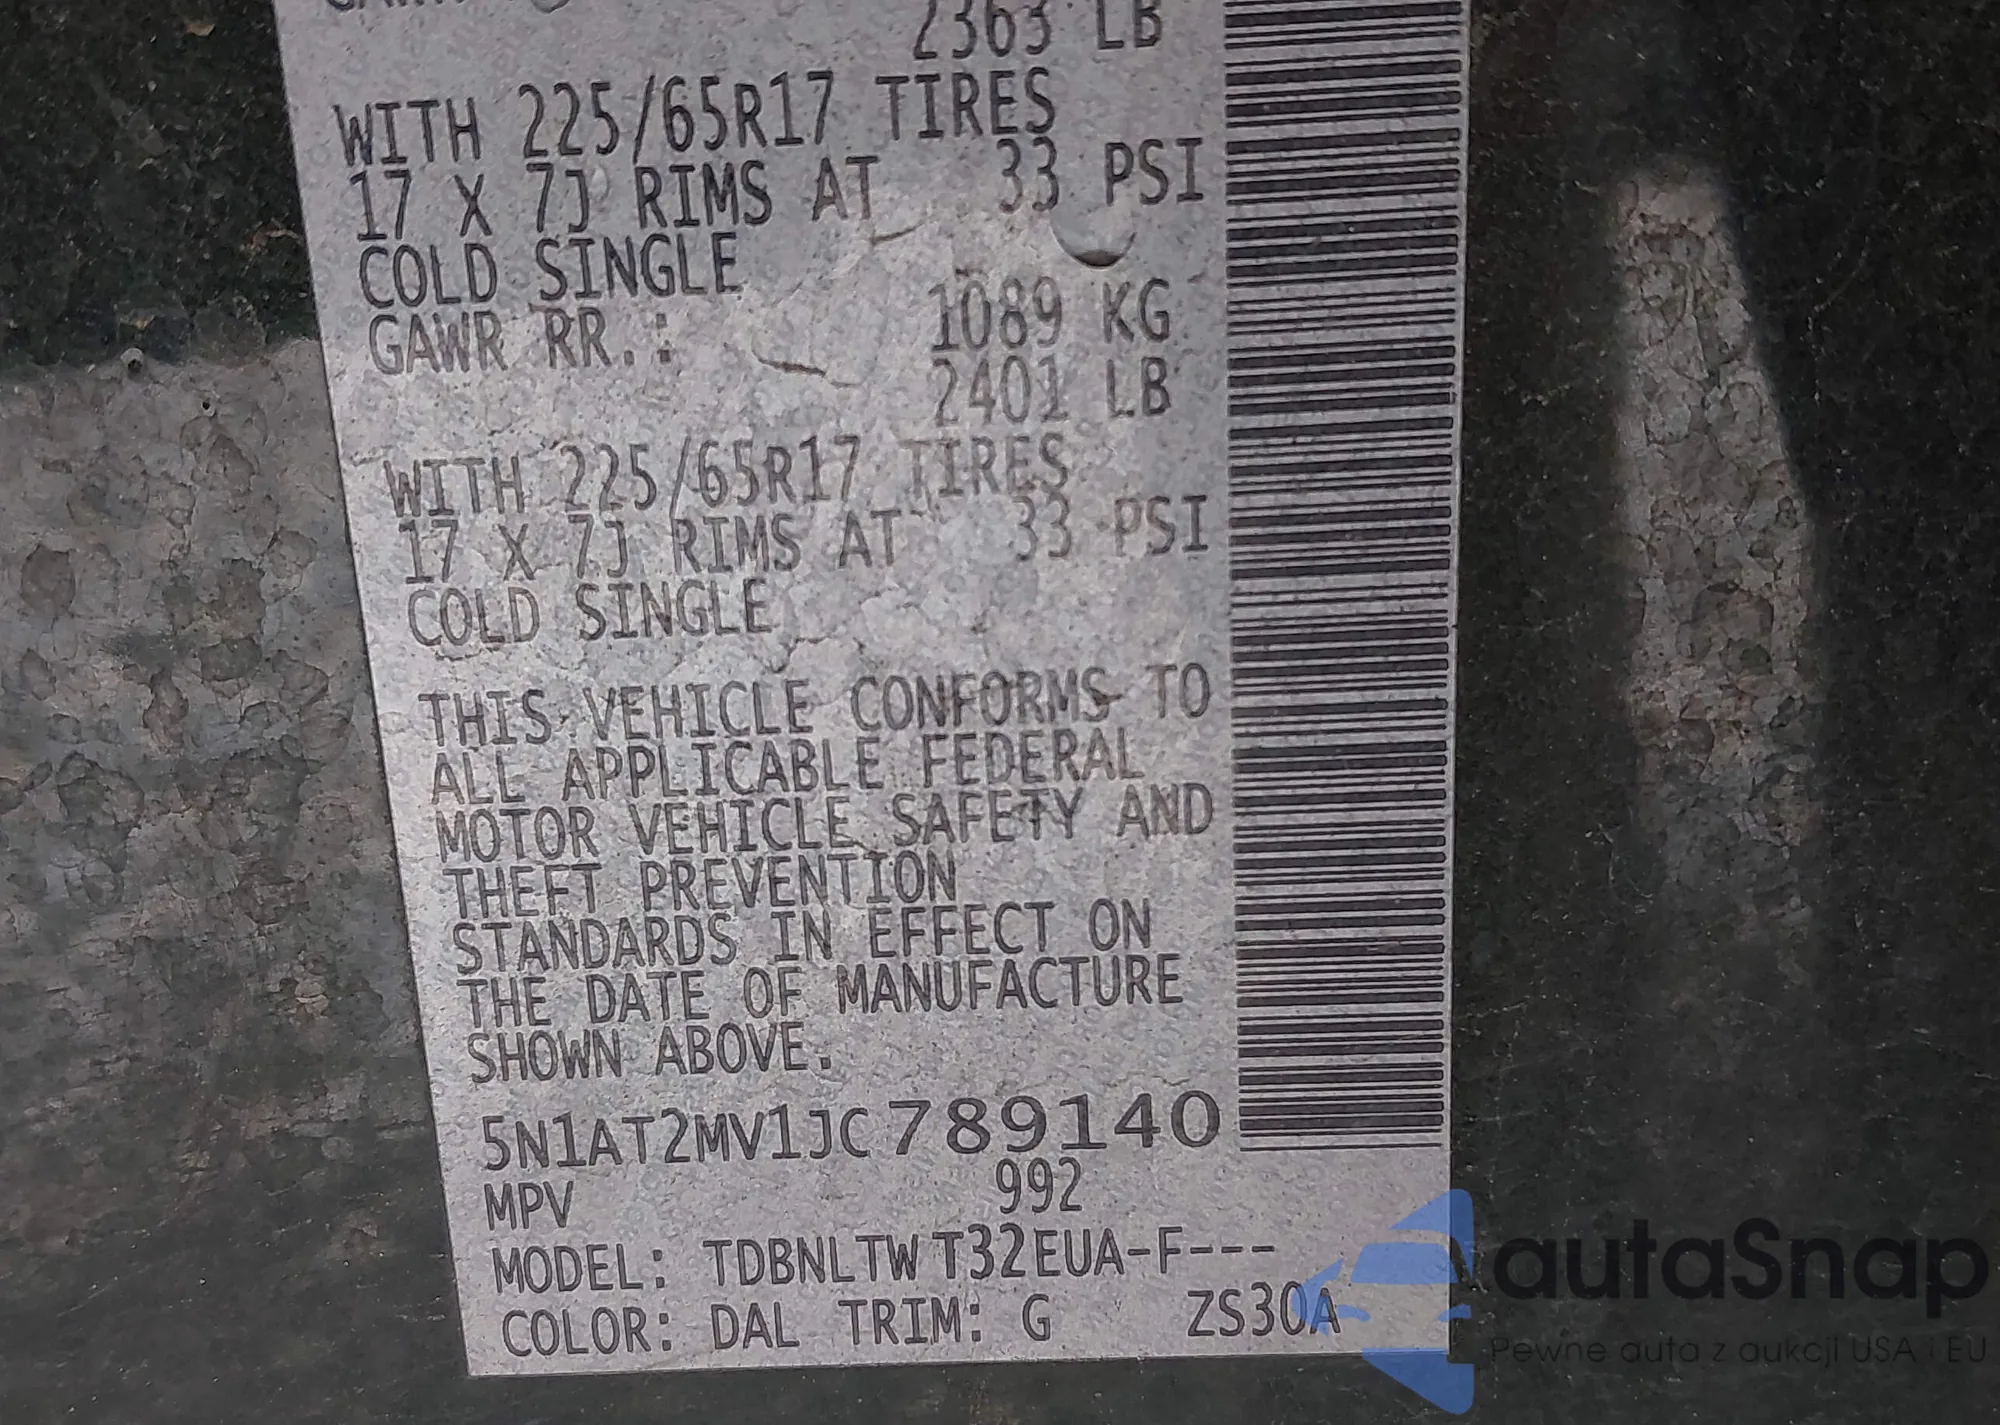 2363 LB
WITH 225/65R17 TIRES
17 X 7J RIMS AT 33 PSI
COLD SINGLE
GAWR RR.: 1089 KG
2401 LB
WITH 225/65R17 TIRES
17 X 7J RIMS AT 33 PSI
COLD SINGLE
THIS VEHICLE CONFORMS TO
ALL APPLICABLE FEDERAL
MOTOR VEHICLE SAFETY AND
THEFT PREVENTION
STANDARDS IN EFFECT ON
THE DATE OF MANUFACTURE
SHOWN ABOVE.
5N1AT2MV1JC789140
MPV 992
MODEL: TDBNLTWT32EUA-F---
COLOR: DAL TRIM: G ZS30A
autoSnap
Pewne auta z aukcji USA i EU